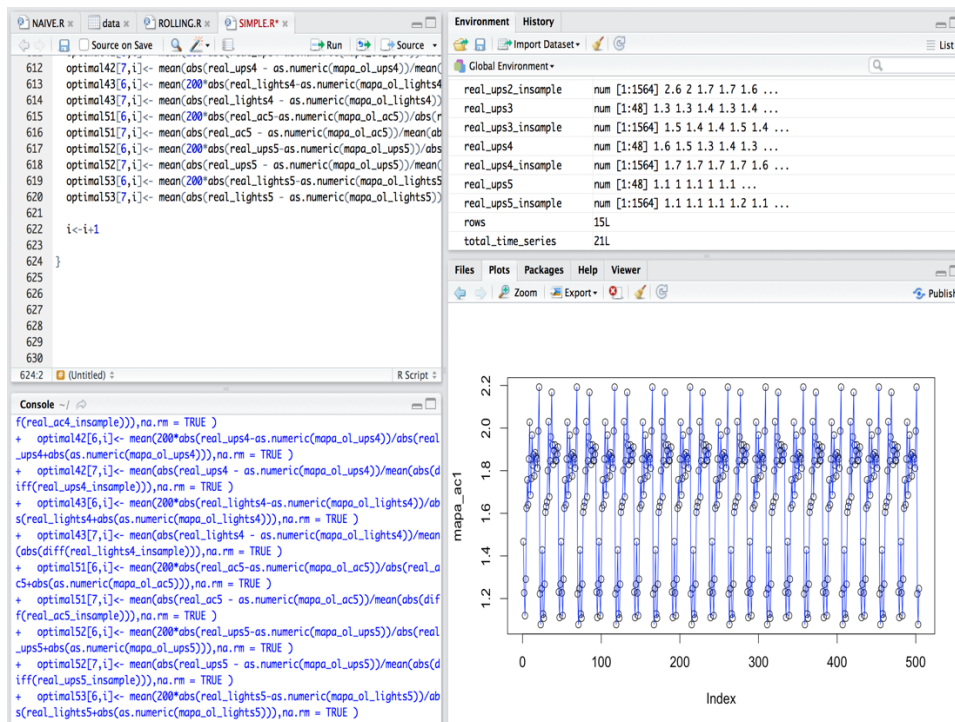 NAIVE.R × data × ROLLING.R × SIMPLE.R* ×
Source on Save Run Source
612 optimal42[7,i]<- mean(abs(real_ups4 - as.numeric(mapa_ol_ups4))/mean(
613 optimal43[6,i]<- mean(200*abs(real_lights4-as.numeric(mapa_ol_lights4
614 optimal43[7,i]<- mean(abs(real_lights4 - as.numeric(mapa_ol_lights4))
615 optimal51[6,i]<- mean(200*abs(real_ac5-as.numeric(mapa_ol_ac5))/abs(r
616 optimal51[7,i]<- mean(abs(real_ac5 - as.numeric(mapa_ol_ac5))/mean(ab
617 optimal52[6,i]<- mean(200*abs(real_ups5-as.numeric(mapa_ol_ups5))/abs
618 optimal52[7,i]<- mean(abs(real_ups5 - as.numeric(mapa_ol_ups5))/mean(
619 optimal53[6,i]<- mean(200*abs(real_lights5-as.numeric(mapa_ol_lights5
620 optimal53[7,i]<- mean(abs(real_lights5 - as.numeric(mapa_ol_lights5))
621
622 i<-i+1
623
624 }
625
626
627
628
629
630
624:2 (Untitled) R Script
Console ~/
f(real_ac4_insample))),na.rm = TRUE )
+ optimal42[6,i]<- mean(200*abs(real_ups4-as.numeric(mapa_ol_ups4))/abs(real
_ups4+abs(as.numeric(mapa_ol_ups4))),na.rm = TRUE )
+ optimal42[7,i]<- mean(abs(real_ups4 - as.numeric(mapa_ol_ups4))/mean(abs(d
iff(real_ups4_insample))),na.rm = TRUE )
+ optimal43[6,i]<- mean(200*abs(real_lights4-as.numeric(mapa_ol_lights4))/ab
s(real_lights4+abs(as.numeric(mapa_ol_lights4))),na.rm = TRUE )
+ optimal43[7,i]<- mean(abs(real_lights4 - as.numeric(mapa_ol_lights4))/mean
(abs(diff(real_lights4_insample))),na.rm = TRUE )
+ optimal51[6,i]<- mean(200*abs(real_ac5-as.numeric(mapa_ol_ac5))/abs(real_a
c5+abs(as.numeric(mapa_ol_ac5))),na.rm = TRUE )
+ optimal51[7,i]<- mean(abs(real_ac5 - as.numeric(mapa_ol_ac5))/mean(abs(dif
f(real_ac5_insample))),na.rm = TRUE )
+ optimal52[6,i]<- mean(200*abs(real_ups5-as.numeric(mapa_ol_ups5))/abs(real
_ups5+abs(as.numeric(mapa_ol_ups5))),na.rm = TRUE )
+ optimal52[7,i]<- mean(abs(real_ups5 - as.numeric(mapa_ol_ups5))/mean(abs(d
iff(real_ups5_insample))),na.rm = TRUE )
+ optimal53[6,i]<- mean(200*abs(real_lights5-as.numeric(mapa_ol_lights5))/ab
s(real_lights5+abs(as.numeric(mapa_ol_lights5))),na.rm = TRUE )
Environment History
Import Dataset List
Global Environment
real_ups2_insample num [1:1564] 2.6 2 1.7 1.7 1.6 ...
real_ups3 num [1:48] 1.3 1.3 1.4 1.3 1.4 ...
real_ups3_insample num [1:1564] 1.5 1.4 1.4 1.5 1.4 ...
real_ups4 num [1:48] 1.6 1.5 1.3 1.4 1.3 ...
real_ups4_insample num [1:1564] 1.7 1.7 1.7 1.7 1.6 ...
real_ups5 num [1:48] 1.1 1 1.1 1 1.1 ...
real_ups5_insample num [1:1564] 1.1 1.1 1.1 1.2 1.1 ...
rows 15L
total_time_series 21L
Files Plots Packages Help Viewer
Zoom Export Publish
mapa_ac1
2.2
2.0
1.8
1.6
1.4
1.2
0 100 200 300 400 500
Index